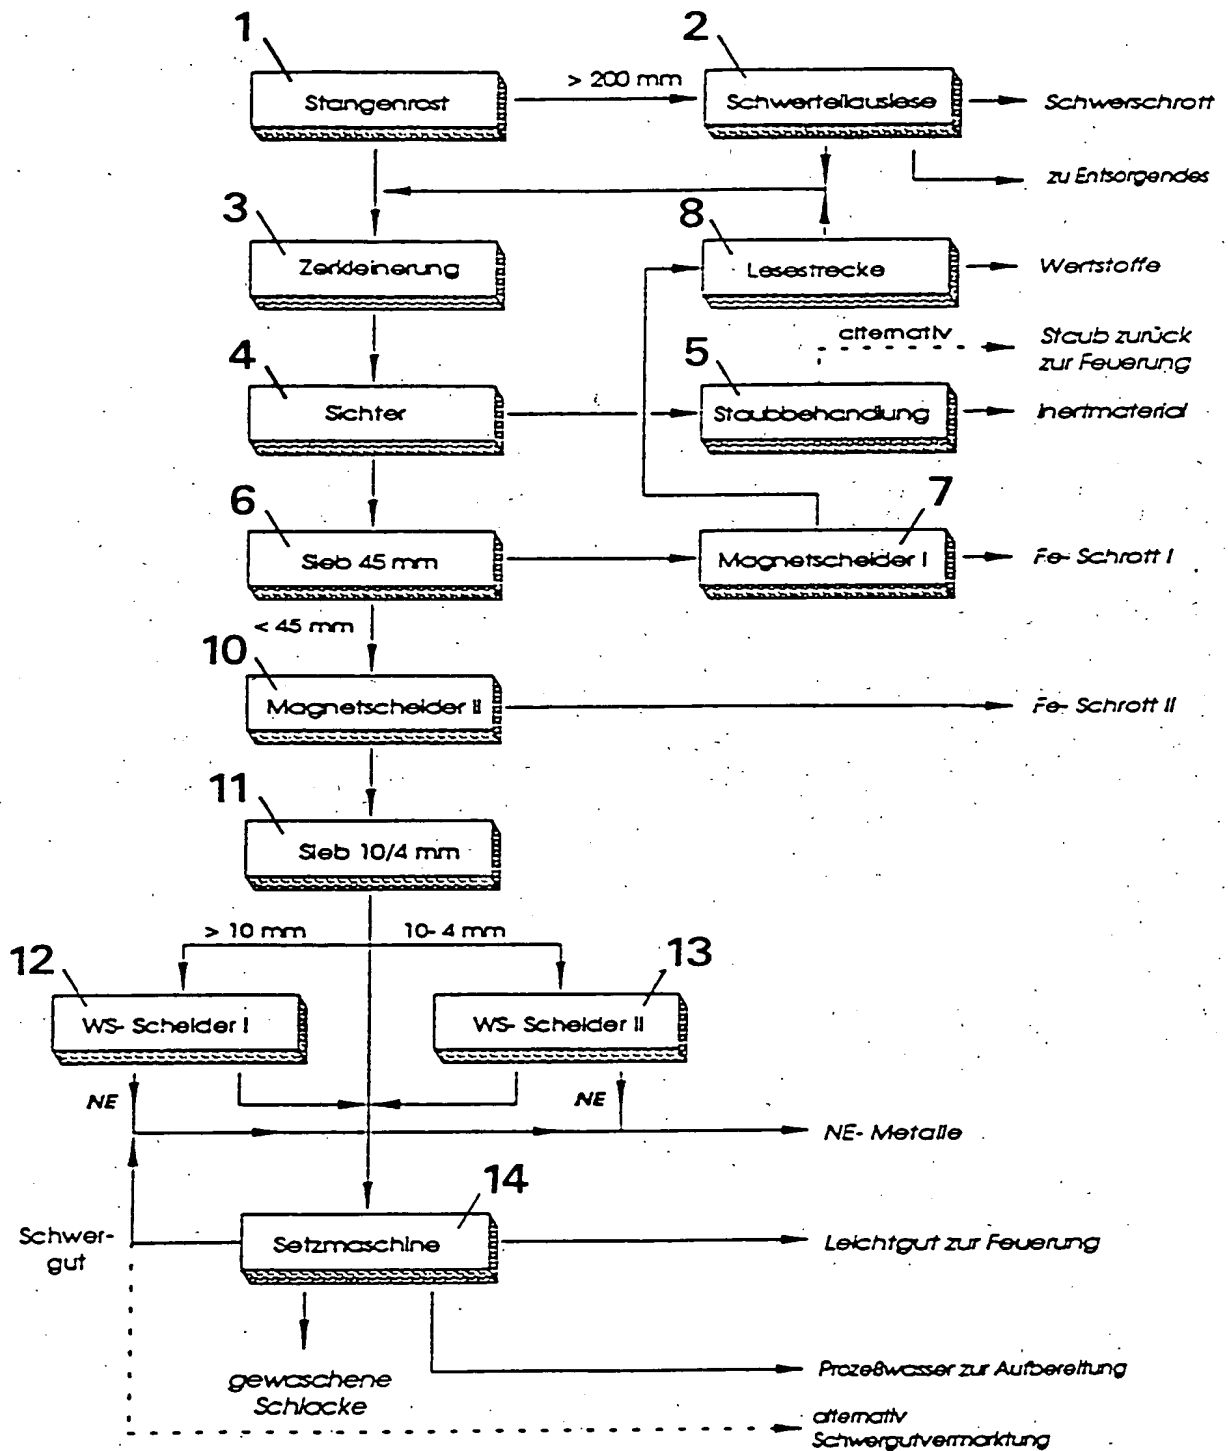 1
2
Stangenrost
> 200 mm
Schwerteilauslese
Schwerschrott
zu Entsorgendes
3
8
Zerkleinerung
Lesestrecke
Wertstoffe
alternativ
Staub zurück
zur Feuerung
4
5
Sichter
Staubbehandlung
Inertmaterial
6
7
Sieb 45 mm
Magnetscheider I
Fe- Schrott I
< 45 mm
10
Magnetscheider II
Fe- Schrott II
11
Sieb 10/4 mm
> 10 mm
10- 4 mm
12
13
WS- Scheider I
WS- Scheider II
NE
NE
NE- Metalle
14
Schwer-
gut
Setzmaschine
Leichtgut zur Feuerung
gewaschene
Schlacke
Prozeßwasser zur Aufbereitung
alternativ
Schwergutvermarktung